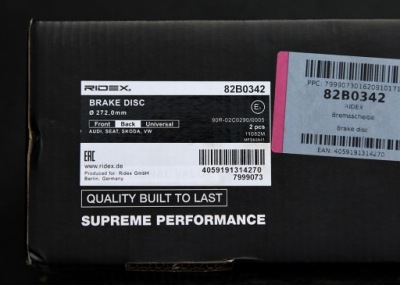 RIDEX
82B0342
BRAKE DISC
Ø 272.0mm
Front Back Universal
AUDI, SEAT, SKODA, VW
E
90R-02C0290/0005
2 pcs
11052M
EAC
www.ridex.de
Produced for: Ridex GmbH
Berlin, Germany
4059191314270
7999073
QUALITY BUILT TO LAST
SUPREME PERFORMANCE
82B0342
RIDEX
Bremsscheibe
Brake disc
EAN: 4059191314270